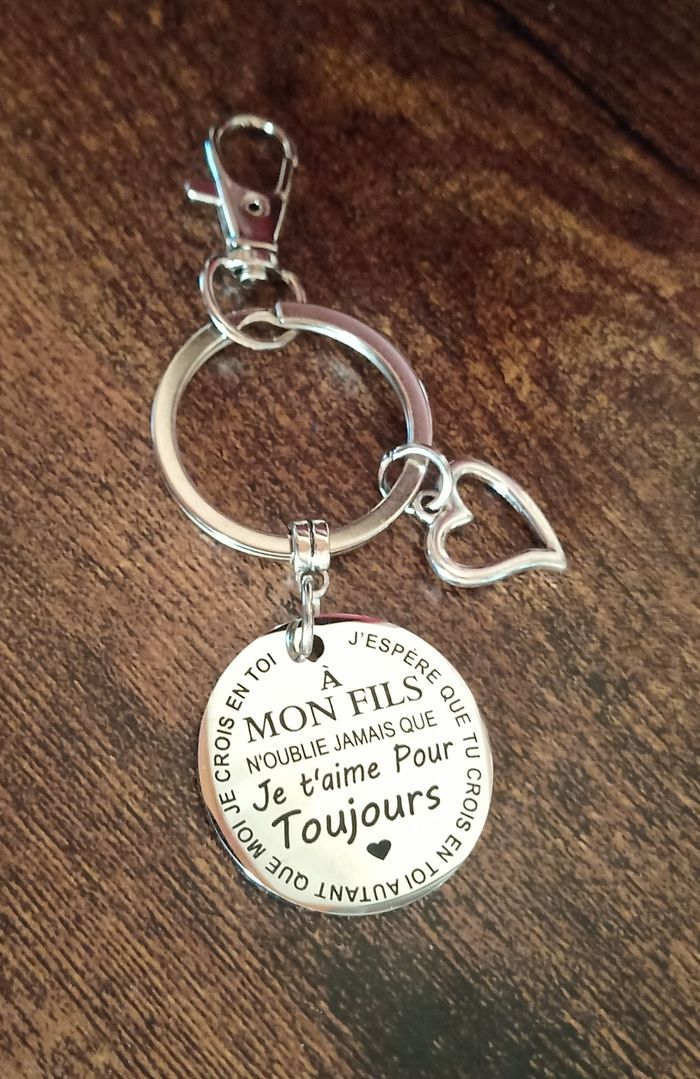 J'ESPÈRE QUE TU CROIS EN TOI AUTANT QUE MOI JE CROIS EN TOI
À
MON FILS
N'OUBLIE JAMAIS QUE
Je t'aime Pour
Toujours